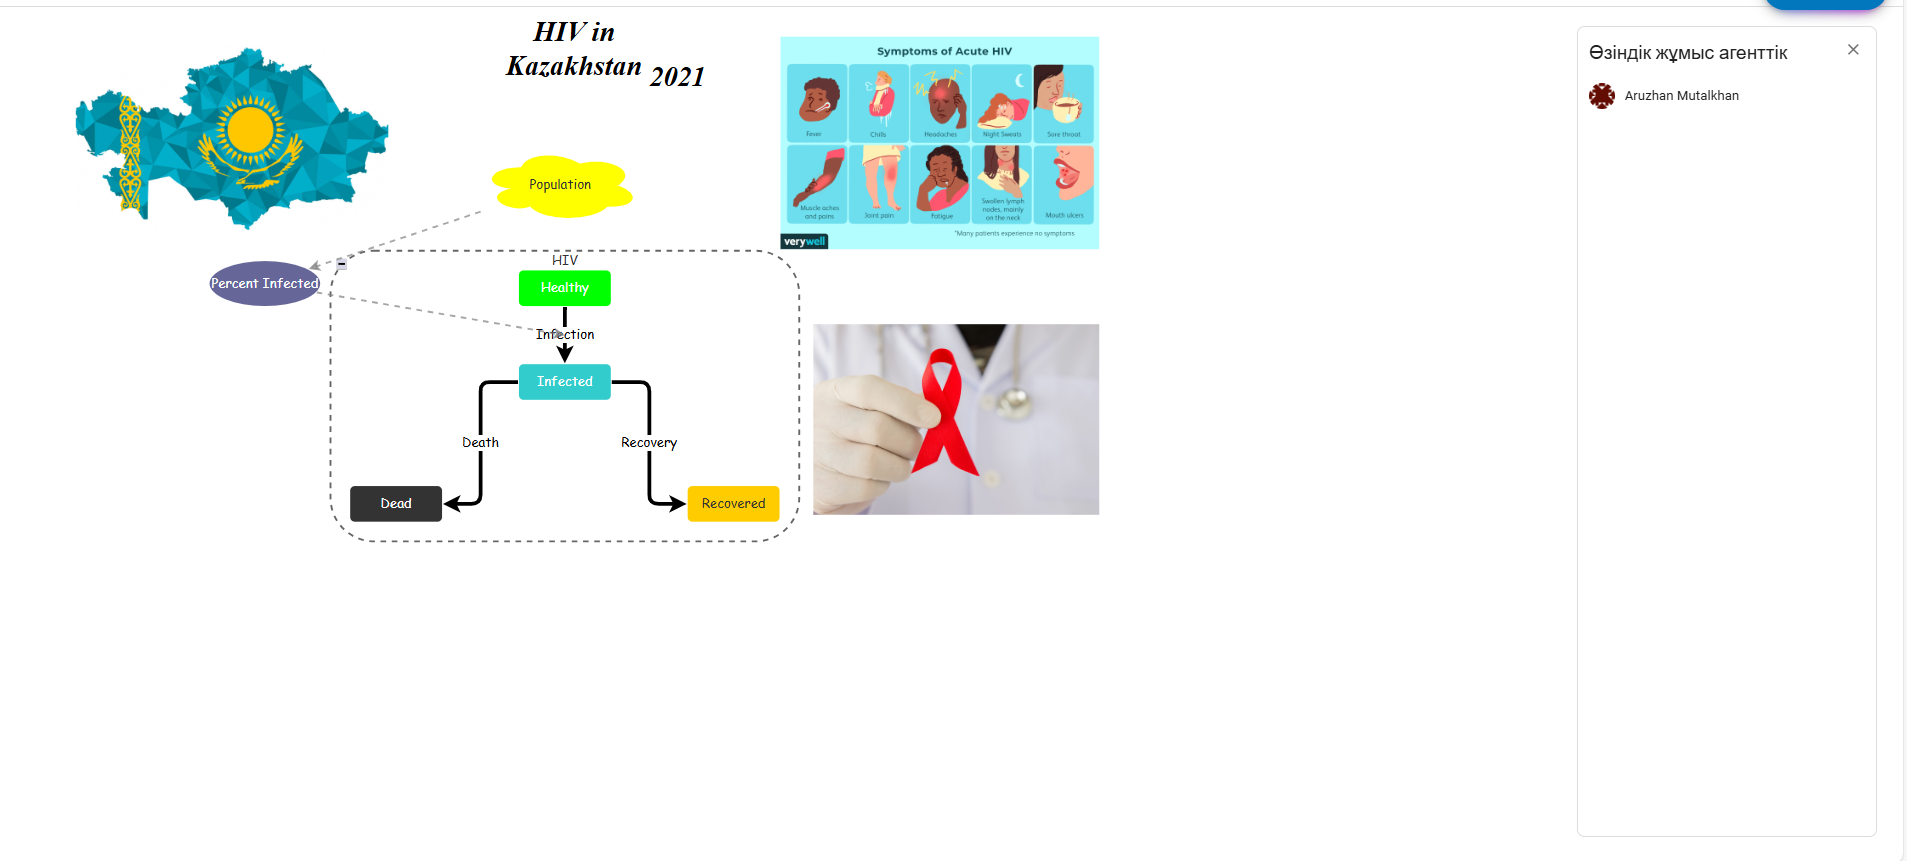 HIV in
Kazakhstan 2021
Population
Percent Infected
HIV
Healthy
Infection
Infected
Death
Recovery
Dead
Recovered
Symptoms of Acute HIV
Fever
Chills
Headaches
Night Sweats
Sore throat
Muscle aches
and pains
Joint pain
Fatigue
Swollen lymph
nodes, mainly
on the neck
Mouth ulcers
*Many patients experience no symptoms
verywell
Өзіндік жұмыс агенттік
Aruzhan Mutalkhan